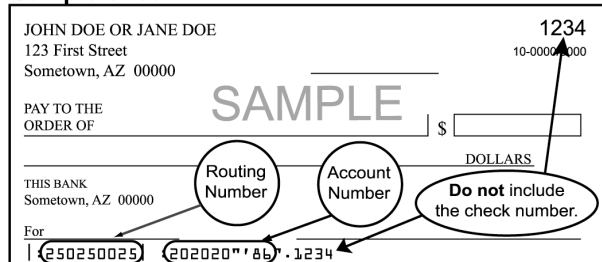 JOHN DOE OR JANE DOE
1234
123 First Street
Sometown, AZ 00000
PAY TO THE
ORDER OF
SAMPLE
$
DOLLARS
Routing
Number
Account
Number
Do not include
the check number.
THIS BANK
Sometown, AZ 00000
For
|:250250025| :202020"'86".1234